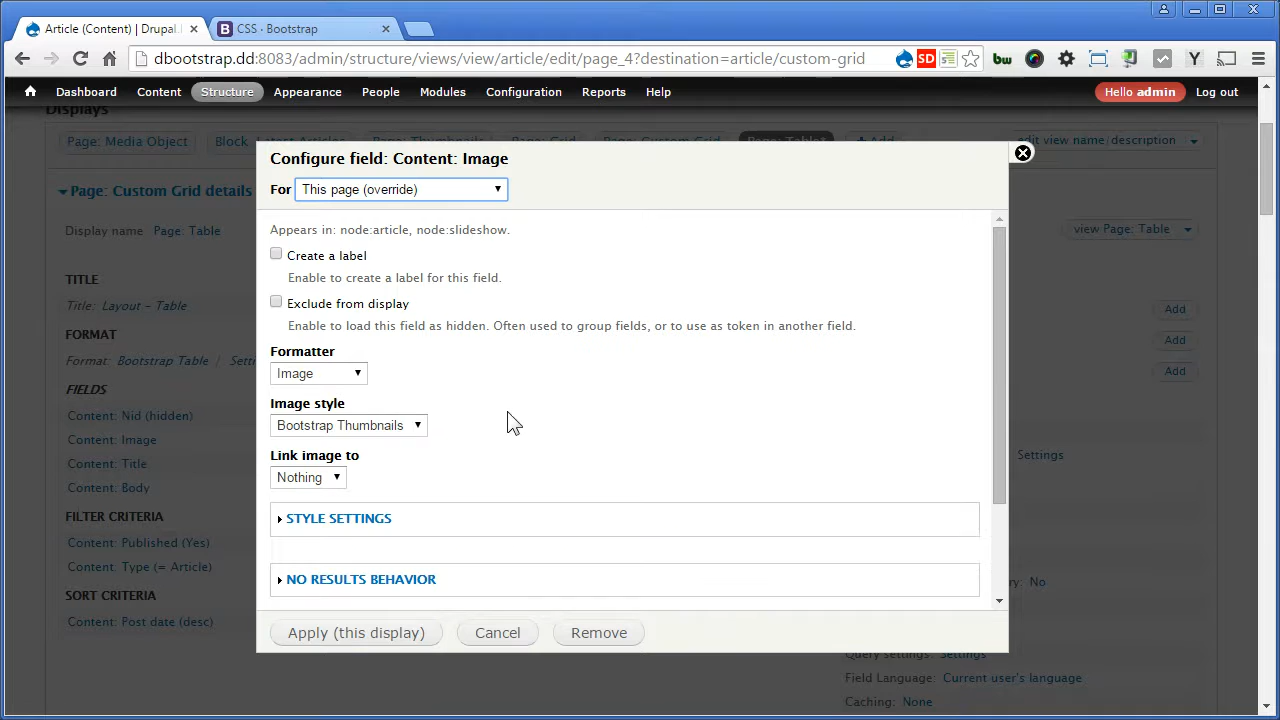 Article (Content) | Drupal.
CSS · Bootstrap
dbootstrap.dd:8083/admin/structure/views/view/article/edit/page_4?destination=article/custom-grid
SD
bw
Y
Dashboard Content Structure Appearance People Modules Configuration Reports Help Hello admin Log out
Displays
Page: Media Object Block: Latest Articles Page: Thumbnails Page: Grid Page: Custom Grid Page: Table* Add edit view name/description
Configure field: Content: Image
For This page (override)
Page: Custom Grid details
Display name Page: Table
view Page: Table
Appears in: node:article, node:slideshow.
Create a label
Enable to create a label for this field.
Exclude from display
Enable to load this field as hidden. Often used to group fields, or to use as token in another field.
Formatter
Image
Image style
Bootstrap Thumbnails
Link image to
Nothing
STYLE SETTINGS
NO RESULTS BEHAVIOR
Apply (this display) Cancel Remove
TITLE
Title: Layout - Table
FORMAT
Format: Bootstrap Table |
FIELDS
Content: Nid (hidden)
Content: Image
Content: Title
Content: Body
FILTER CRITERIA
Content: Published (Yes)
Content: Type (= Article)
SORT CRITERIA
Content: Post date (desc)
Add
Add
Add
Settings
No
Query settings: Settings
Field Language: Current user's language
Caching: None